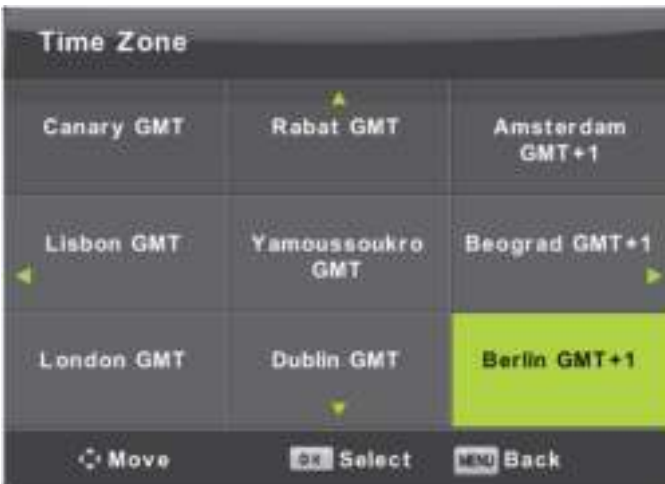 Time Zone
Canary GMT
Rabat GMT
Amsterdam
GMT+1
Lisbon GMT
Yamoussoukro
GMT
Beograd GMT+1
London GMT
Dublin GMT
Berlin GMT+1
Move
OK Select
MENU Back